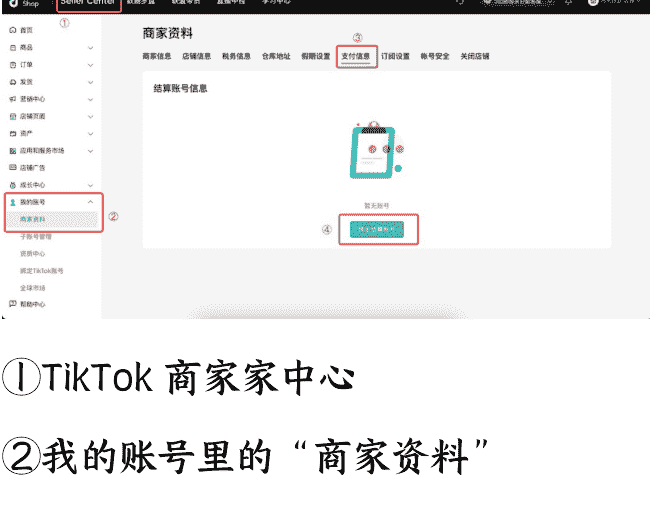 Shop
Seller Center
学习中心
①
首页
商品
订单
发货
营销中心
店铺页面
资产
应用和服务市场
店铺广告
成长中心
我的账号
商家资料
②
子账号管理
资质中心
绑定TikTok账号
全球市场
帮助中心
商家资料
③
商家信息 店铺信息 税务信息 仓库地址 假期设置 支付信息 订阅设置 账号安全 关闭店铺
结算账号信息
暂无账号
④
①TikTok 商家家中心
②我的账号里的“商家资料”